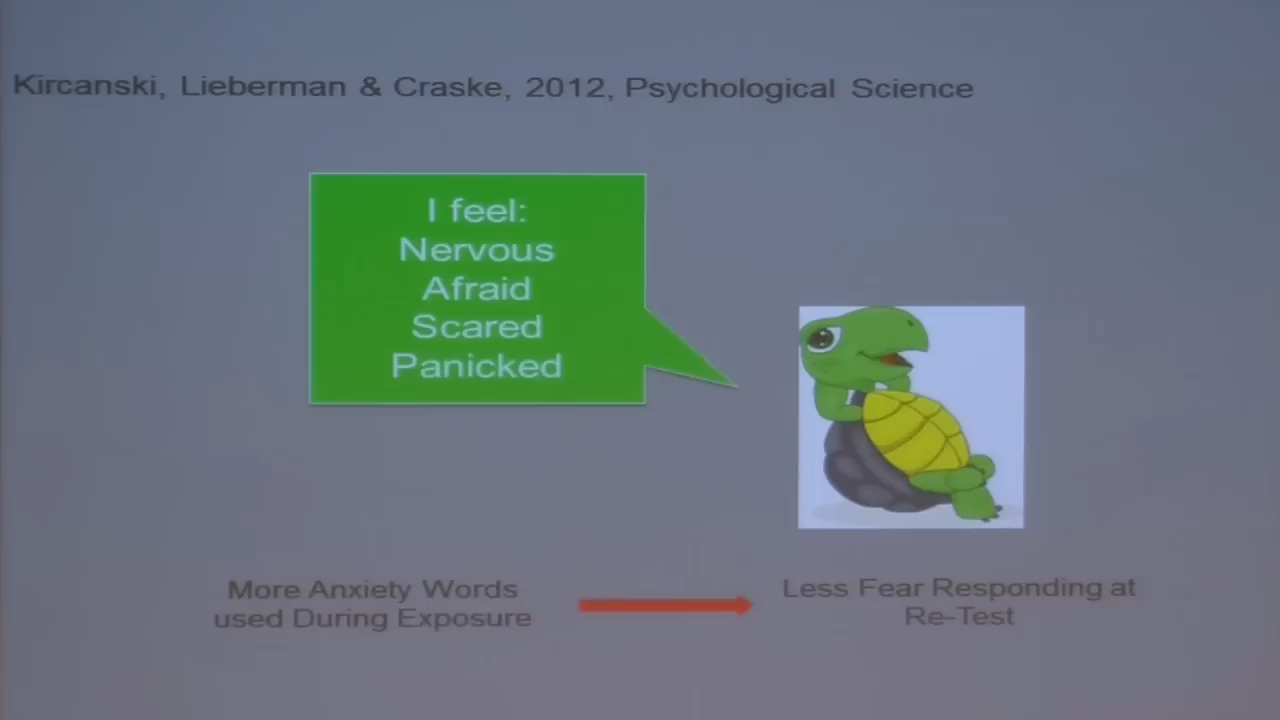 Kircanski, Lieberman & Craske, 2012, Psychological Science
I feel:
Nervous
Afraid
Scared
Panicked
More Anxiety Words
used During Exposure
Less Fear Responding at
Re-Test